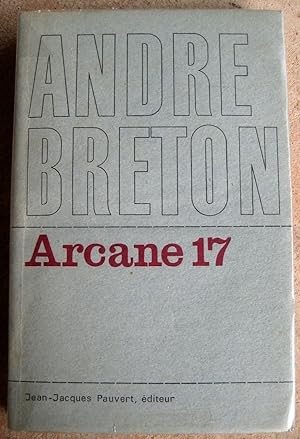 ANDRE
BRETON
Arcane 17
Jean-Jacques Pauvert, éditeur